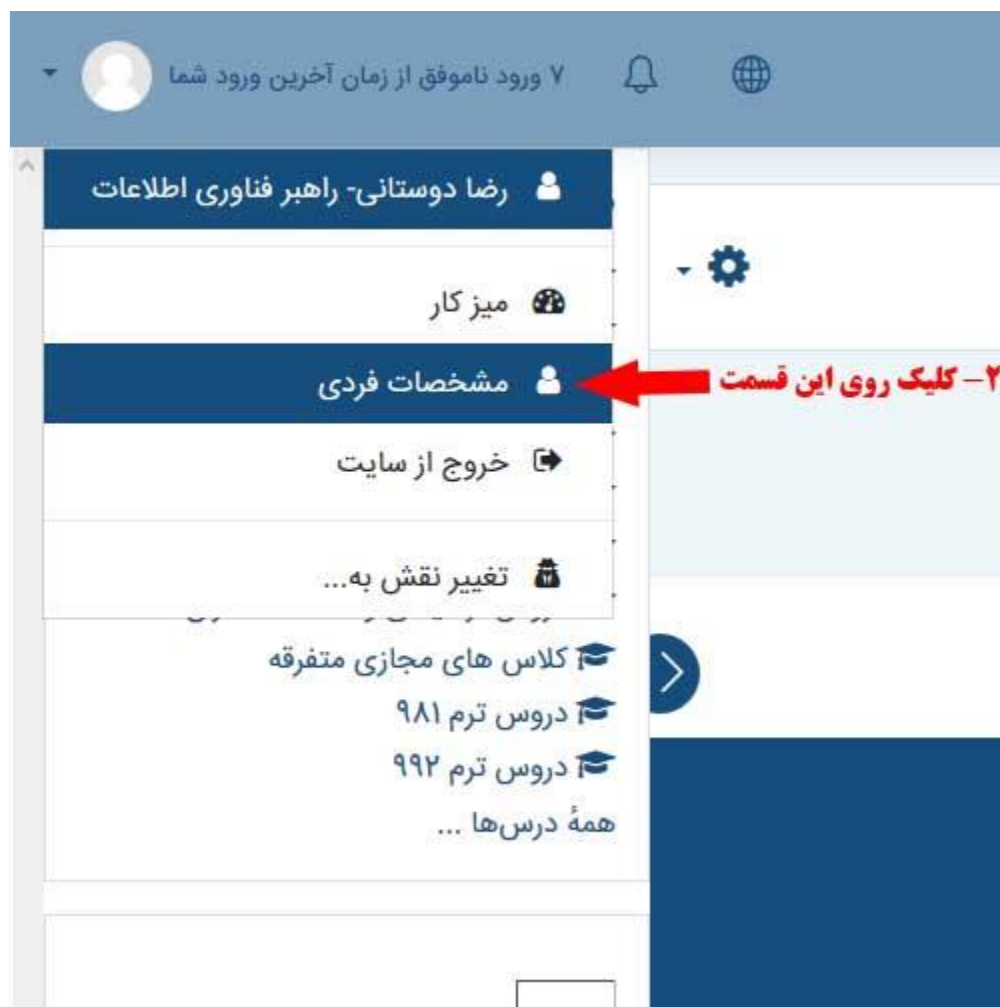 ۷ ورود ناموفق از زمان آخرین ورود شما
رضا دوستانی- راهبر فناوری اطلاعات
میز کار
مشخصات فردی
۲- کلیک روی این قسمت
خروج از سایت
تغییر نقش به...
کلاس های مجازی متفرقه
دروس ترم ۹۸۱
دروس ترم ۹۹۲
همهٔ درس‌ها ...